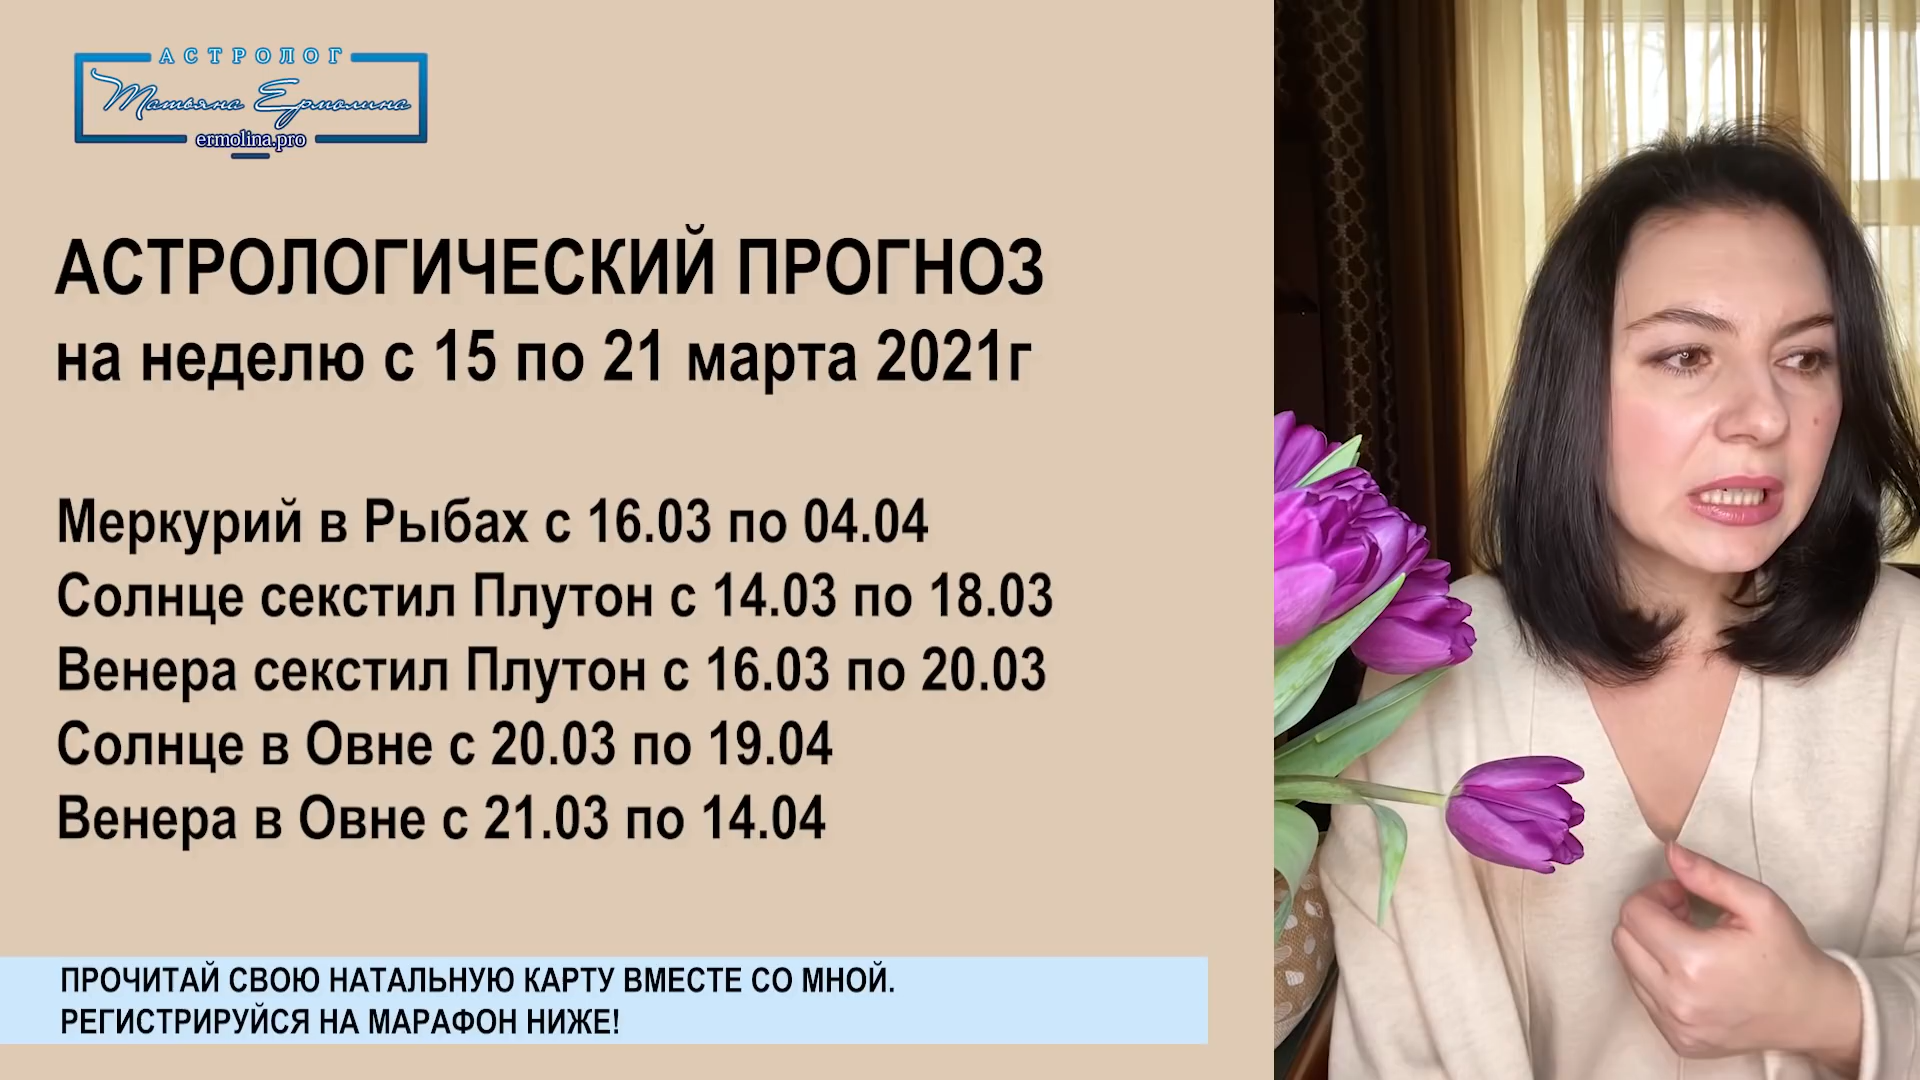 АСТРОЛОГ
Татьяна Ермолина
ermolina.pro
АСТРОЛОГИЧЕСКИЙ ПРОГНОЗ
на неделю с 15 по 21 марта 2021г
Меркурий в Рыбах с 16.03 по 04.04
Солнце секстил Плутон с 14.03 по 18.03
Венера секстил Плутон с 16.03 по 20.03
Солнце в Овне с 20.03 по 19.04
Венера в Овне с 21.03 по 14.04
ПРОЧИТАЙ СВОЮ НАТАЛЬНУЮ КАРТУ ВМЕСТЕ СО МНОЙ.
РЕГИСТРИРУЙСЯ НА МАРАФОН НИЖЕ!